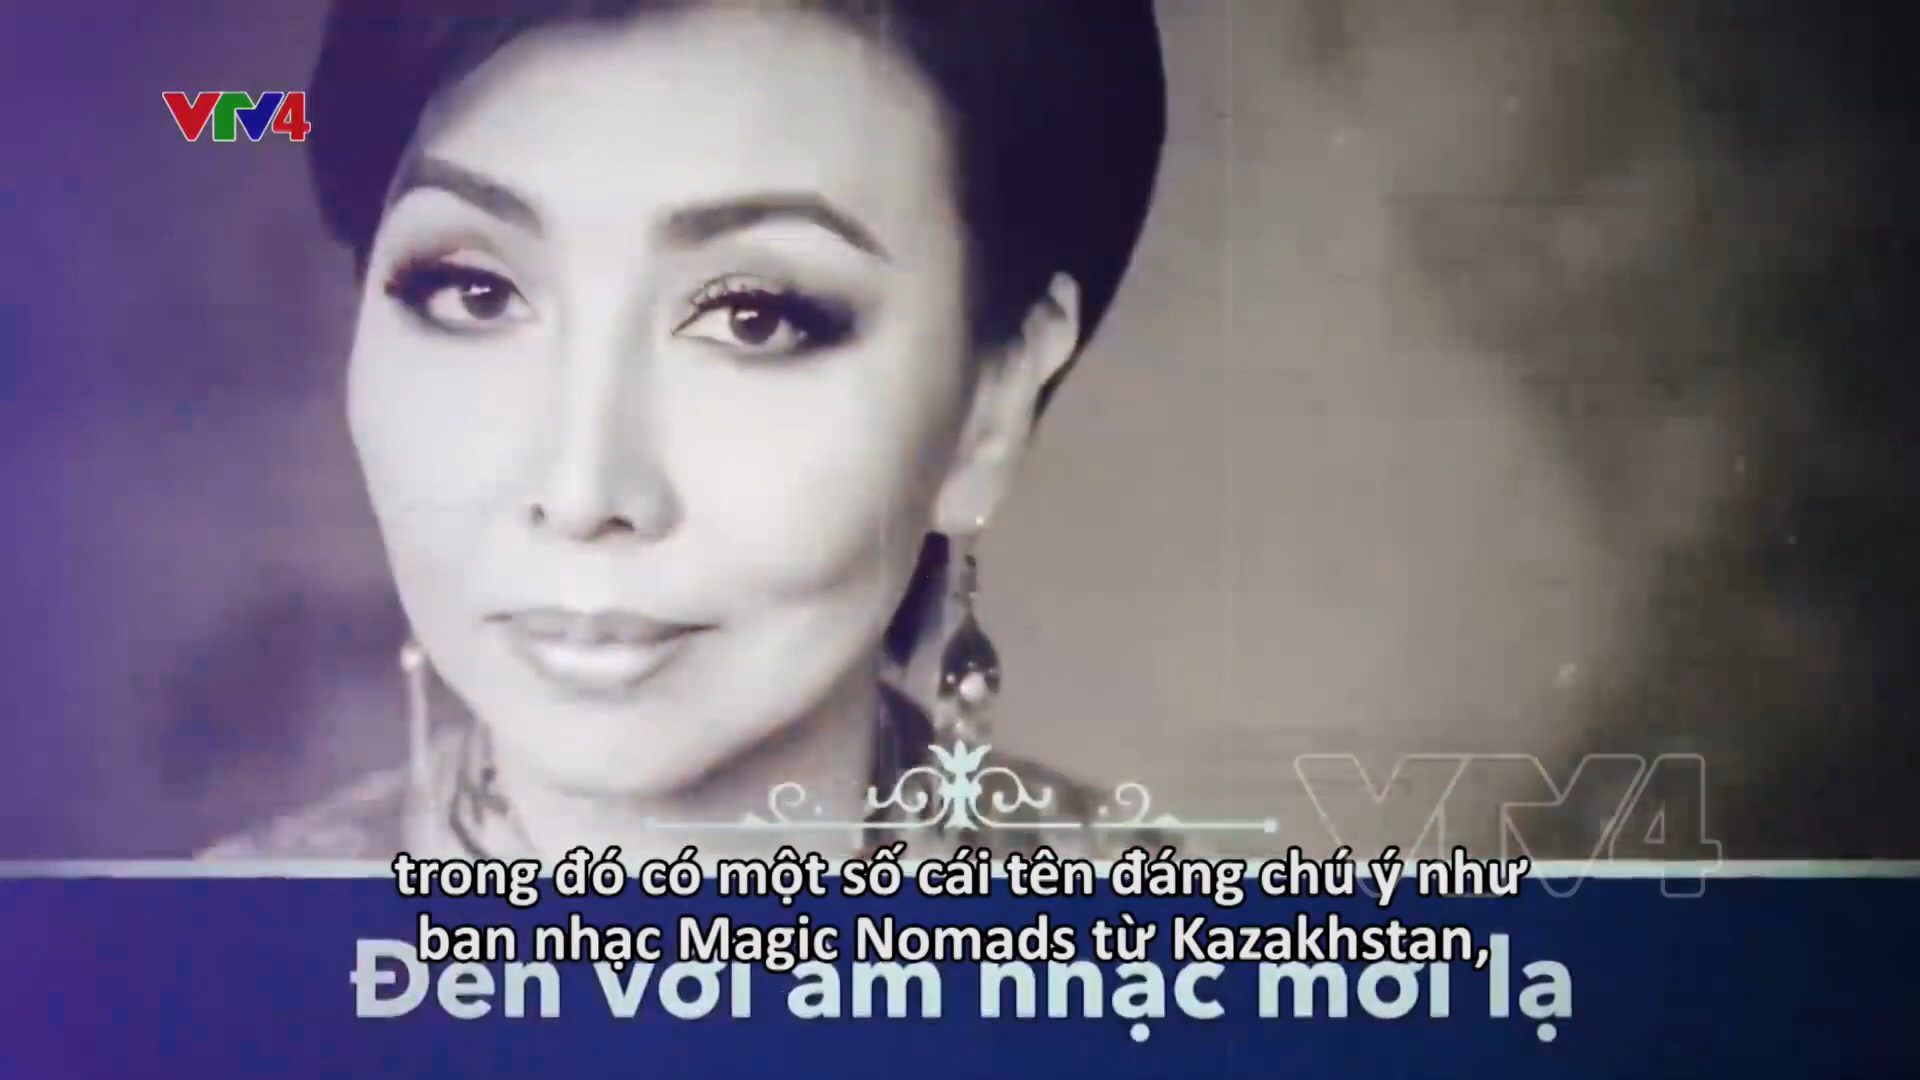 VTV4
VTV4
trong đó có một số cái tên đáng chú ý như
ban nhạc Magic Nomads từ Kazakhstan,
Đến với âm nhạc mới lạ